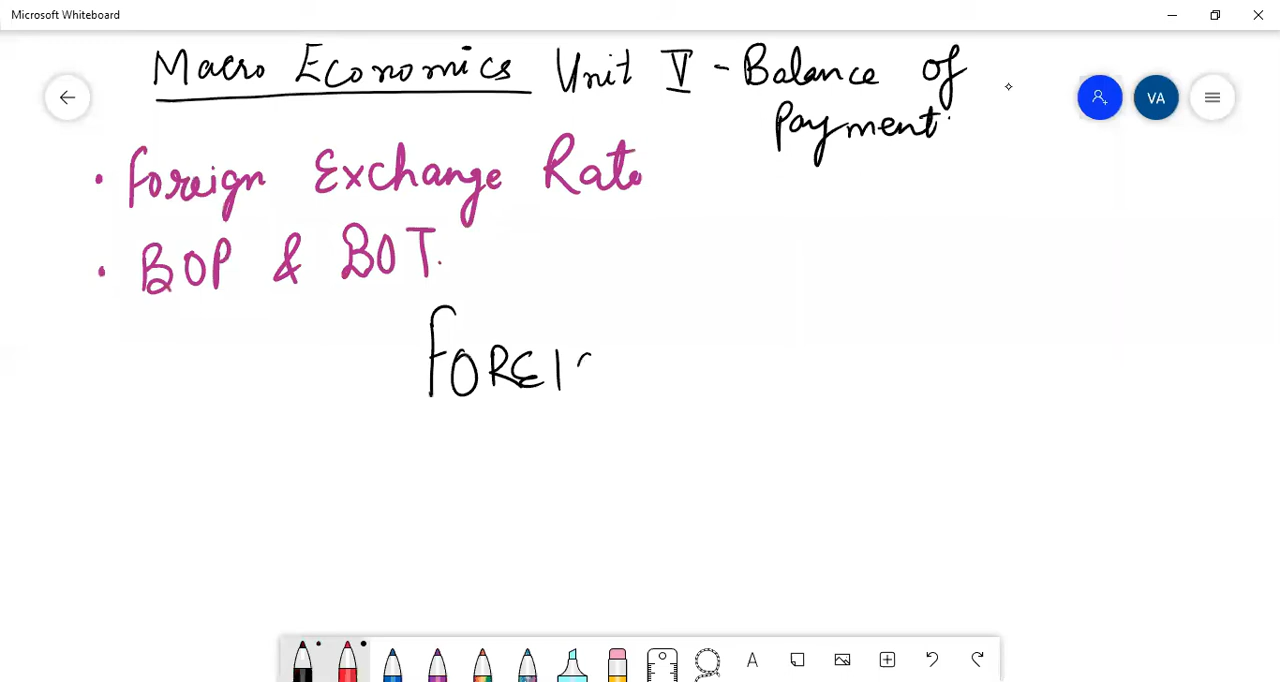 Microsoft Whiteboard
Macro Economics Unit V - Balance of
Payment.
VA
• Foreign Exchange Rate
• BOP & BOT.
FOREI
A